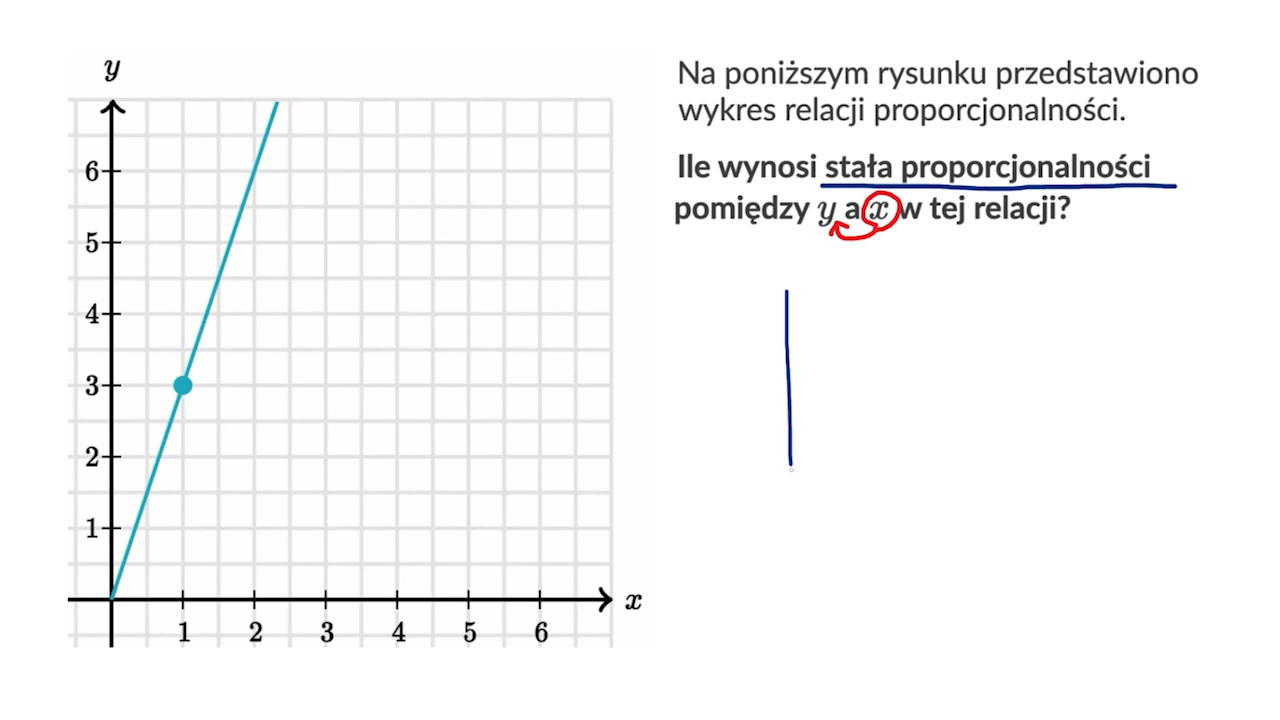 y
6
5
4
3
2
1
1 2 3 4 5 6
x
Na poniższym rysunku przedstawiono
wykres relacji proporcjonalności.
Ile wynosi stała proporcjonalności
pomiędzy y a x w tej relacji?